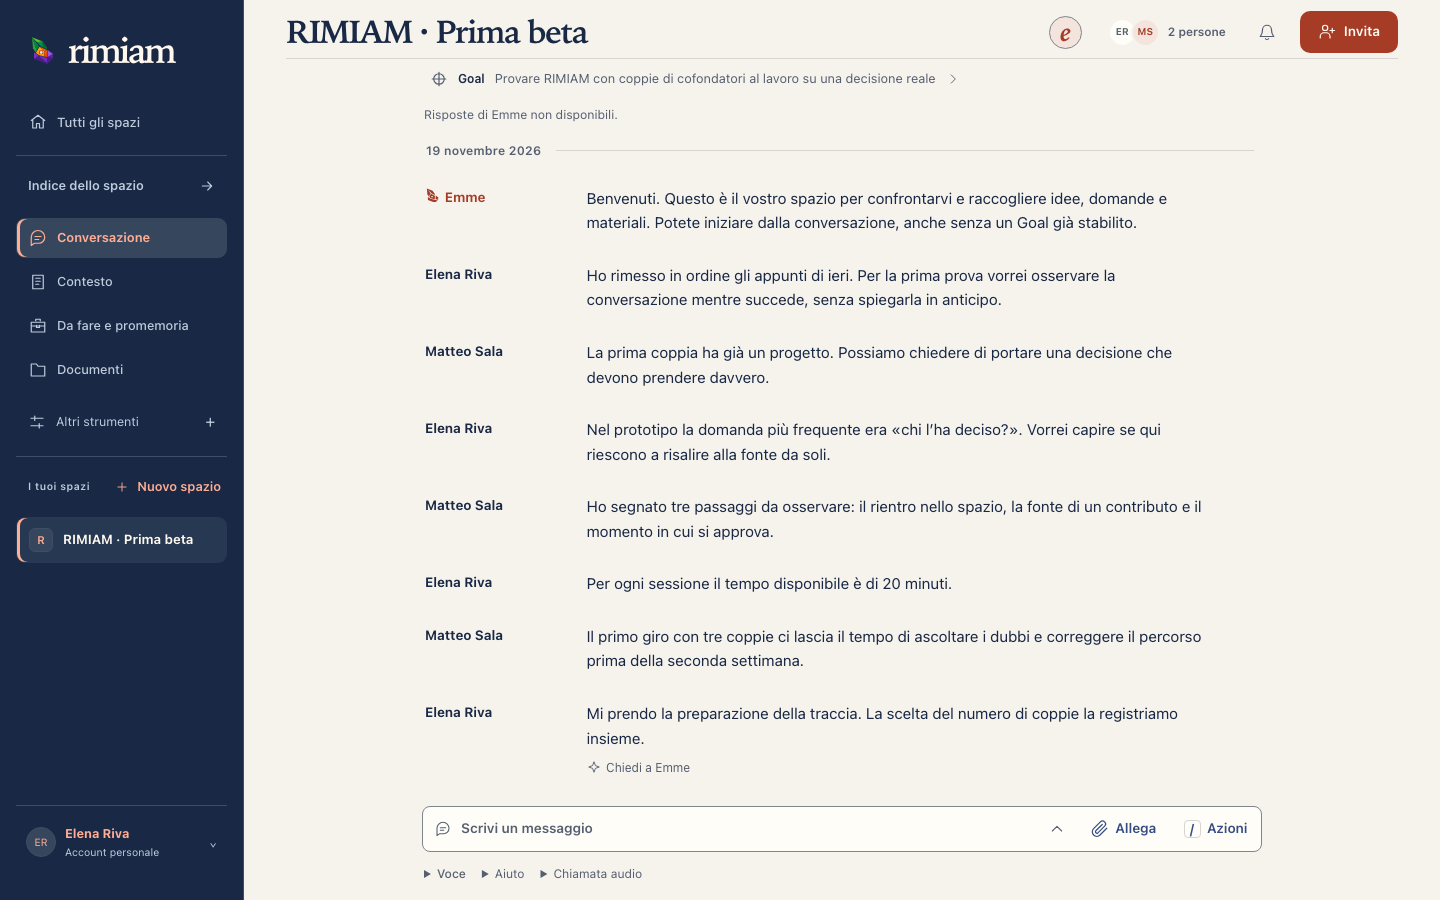 rimiam
Tutti gli spazi
Indice dello spazio
Conversazione
Contesto
Da fare e promemoria
Documenti
Altri strumenti
I tuoi spazi
Nuovo spazio
R
RIMIAM · Prima beta
ER
Elena Riva
Account personale
RIMIAM · Prima beta
e
ER
MS
2 persone
Invita
Goal Provare RIMIAM con coppie di cofondatori al lavoro su una decisione reale
Risposte di Emme non disponibili.
19 novembre 2026
Emme
Benvenuti. Questo è il vostro spazio per confrontarvi e raccogliere idee, domande e
materiali. Potete iniziare dalla conversazione, anche senza un Goal già stabilito.
Elena Riva
Ho rimesso in ordine gli appunti di ieri. Per la prima prova vorrei osservare la
conversazione mentre succede, senza spiegarla in anticipo.
Matteo Sala
La prima coppia ha già un progetto. Possiamo chiedere di portare una decisione che
devono prendere davvero.
Elena Riva
Nel prototipo la domanda più frequente era «chi l’ha deciso?». Vorrei capire se qui
riescono a risalire alla fonte da soli.
Matteo Sala
Ho segnato tre passaggi da osservare: il rientro nello spazio, la fonte di un contributo e il
momento in cui si approva.
Elena Riva
Per ogni sessione il tempo disponibile è di 20 minuti.
Matteo Sala
Il primo giro con tre coppie ci lascia il tempo di ascoltare i dubbi e correggere il percorso
prima della seconda settimana.
Elena Riva
Mi prendo la preparazione della traccia. La scelta del numero di coppie la registriamo
insieme.
Chiedi a Emme
Scrivi un messaggio
Allega
/ Azioni
Voce
Aiuto
Chiamata audio